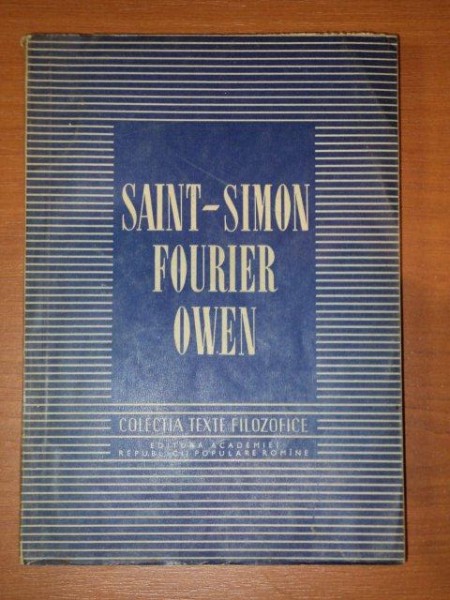 SAINT-SIMON
FOURIER
OWEN
COLECȚIA TEXTE FILOZOFICE
EDITURA ACADEMIEI
REPUBLICII POPULARE ROMÎNE